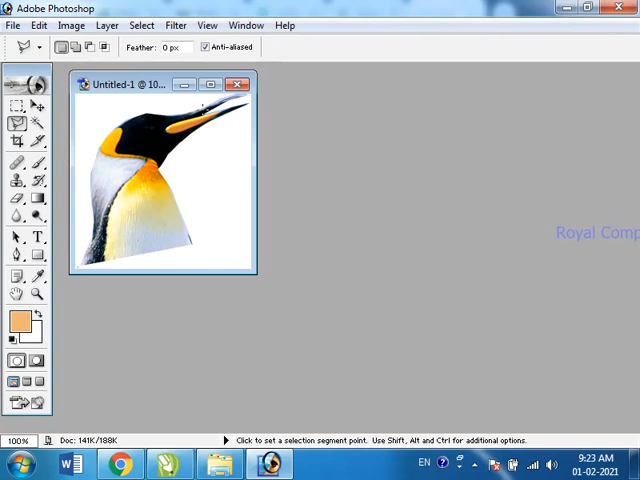 Adobe Photoshop
File Edit Image Layer Select Filter View Window Help
Feather: 0 px Anti-aliased
Untitled-1 @ 10...
Royal Comp
100% Doc: 141K/188K Click to set a selection segment point. Use Shift, Alt and Ctrl for additional options.
EN
9:23 AM
01-02-2021